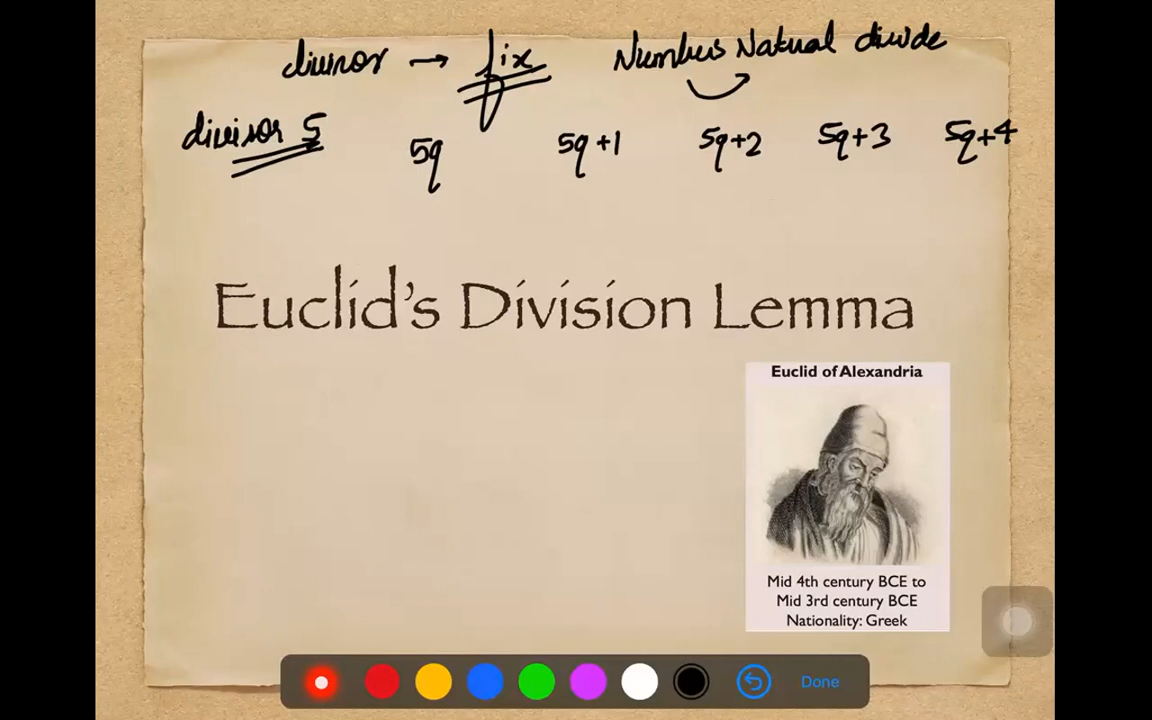 divisor → fix Numbers Natural divide
divisor 5 5q 5q+1 5q+2 5q+3 5q+4
Euclid's Division Lemma
Euclid of Alexandria
Mid 4th century BCE to
Mid 3rd century BCE
Nationality: Greek
Done